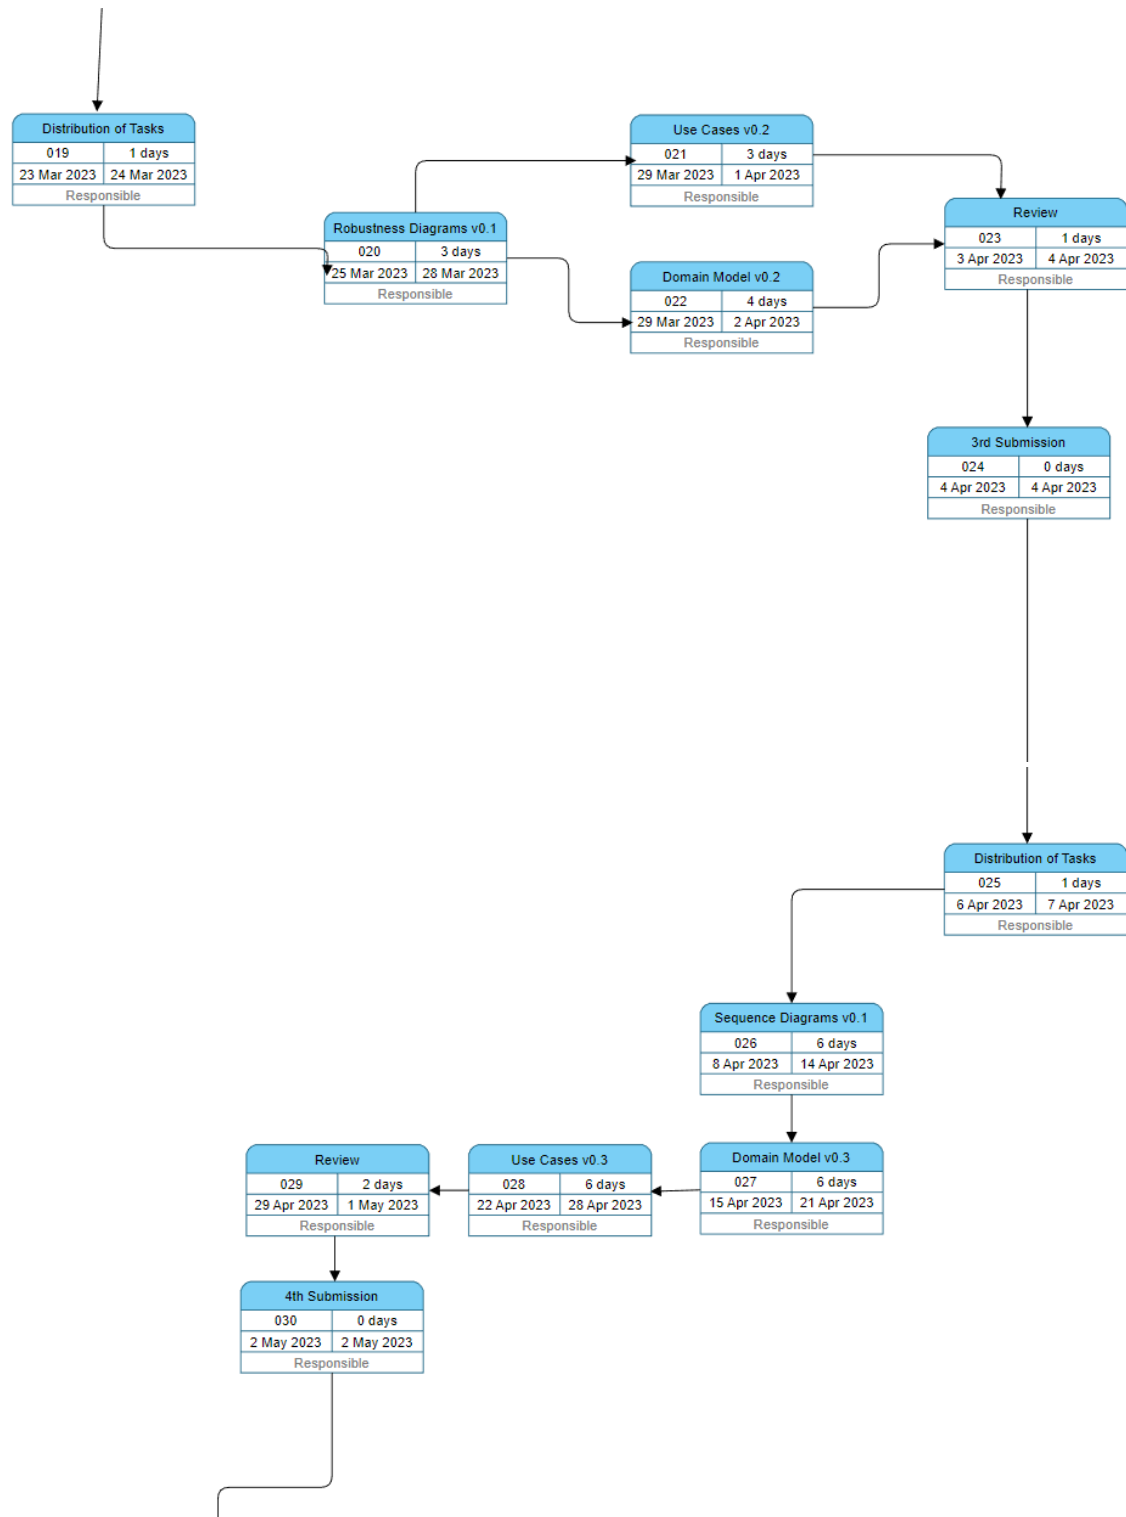 Distribution of Tasks
019 1 days
23 Mar 2023 24 Mar 2023
Responsible
Robustness Diagrams v0.1
020 3 days
25 Mar 2023 28 Mar 2023
Responsible
Use Cases v0.2
021 3 days
29 Mar 2023 1 Apr 2023
Responsible
Domain Model v0.2
022 4 days
29 Mar 2023 2 Apr 2023
Responsible
Review
023 1 days
3 Apr 2023 4 Apr 2023
Responsible
3rd Submission
024 0 days
4 Apr 2023 4 Apr 2023
Responsible
Distribution of Tasks
025 1 days
6 Apr 2023 7 Apr 2023
Responsible
Sequence Diagrams v0.1
026 6 days
8 Apr 2023 14 Apr 2023
Responsible
Domain Model v0.3
027 6 days
15 Apr 2023 21 Apr 2023
Responsible
Use Cases v0.3
028 6 days
22 Apr 2023 28 Apr 2023
Responsible
Review
029 2 days
29 Apr 2023 1 May 2023
Responsible
4th Submission
030 0 days
2 May 2023 2 May 2023
Responsible